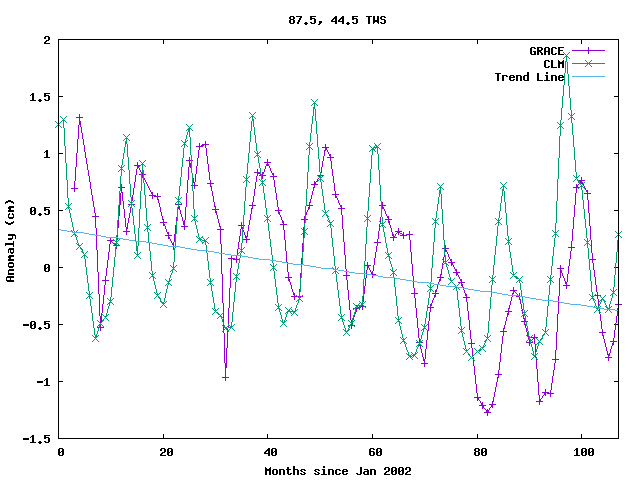 87.5, 44.5 TWS
GRACE
CLM
Trend Line
2
1.5
1
0.5
0
-0.5
-1
-1.5
Anomaly (cm)
0 20 40 60 80 100
Months since Jan 2002